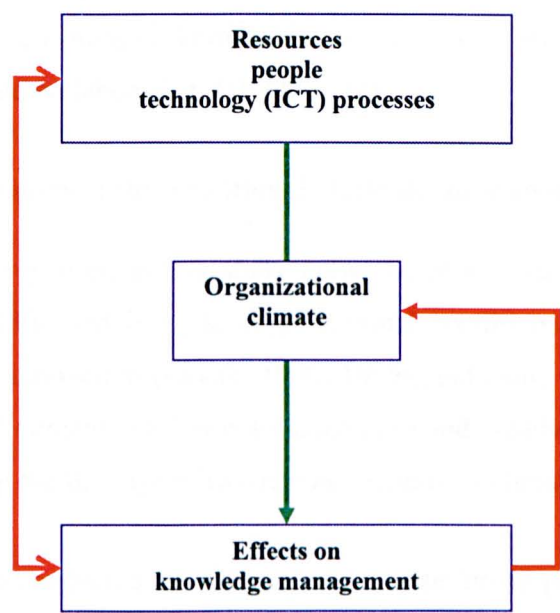 Resources
people
technology (ICT) processes
Organizational
climate
Effects on
knowledge management